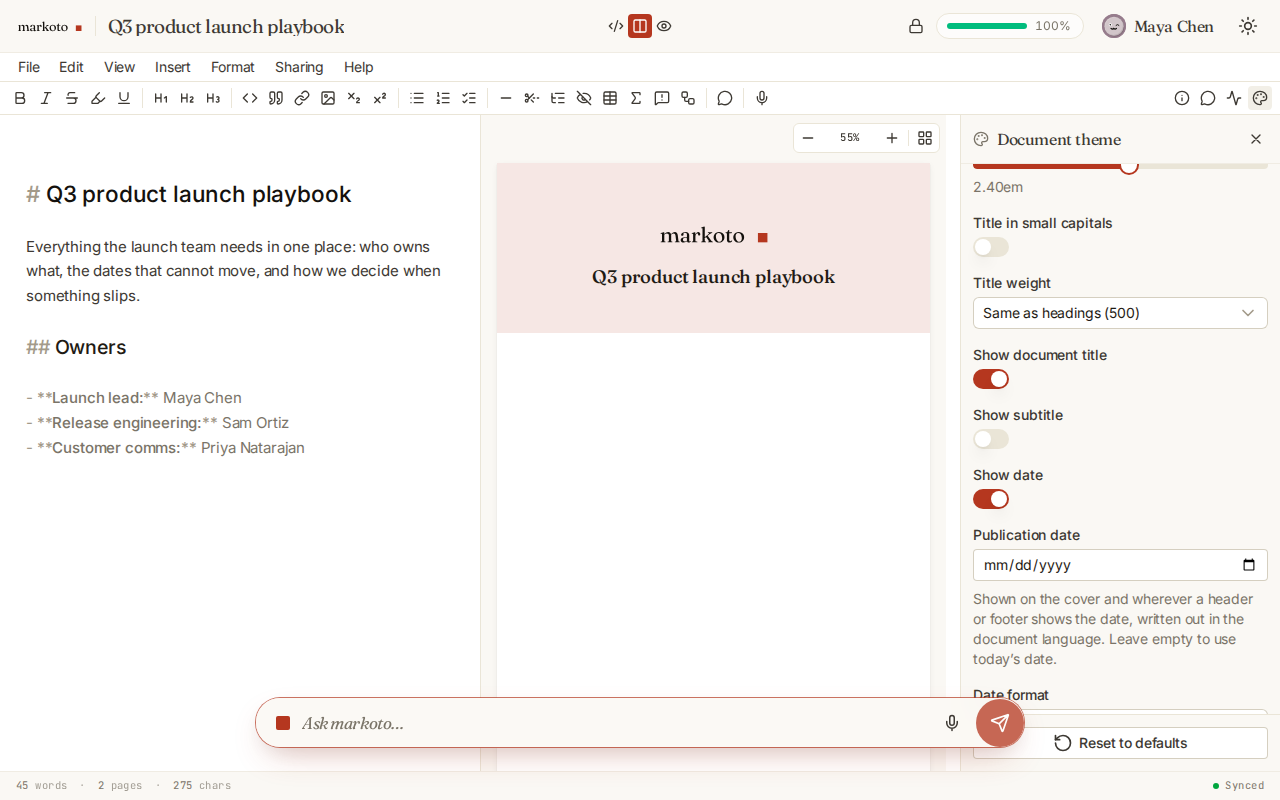 markoto
Q3 product launch playbook
100%
Maya Chen
File Edit View Insert Format Sharing Help
H1 H2 H3
55%
Document theme
# Q3 product launch playbook
Everything the launch team needs in one place: who owns
what, the dates that cannot move, and how we decide when
something slips.
## Owners
- **Launch lead:** Maya Chen
- **Release engineering:** Sam Ortiz
- **Customer comms:** Priya Natarajan
markoto
Q3 product launch playbook
2.40em
Title in small capitals
Title weight
Same as headings (500)
Show document title
Show subtitle
Show date
Publication date
mm/dd/yyyy
Shown on the cover and wherever a header
or footer shows the date, written out in the
document language. Leave empty to use
today's date.
Date format
Ask markoto...
Reset to defaults
45 words · 2 pages · 275 chars
Synced